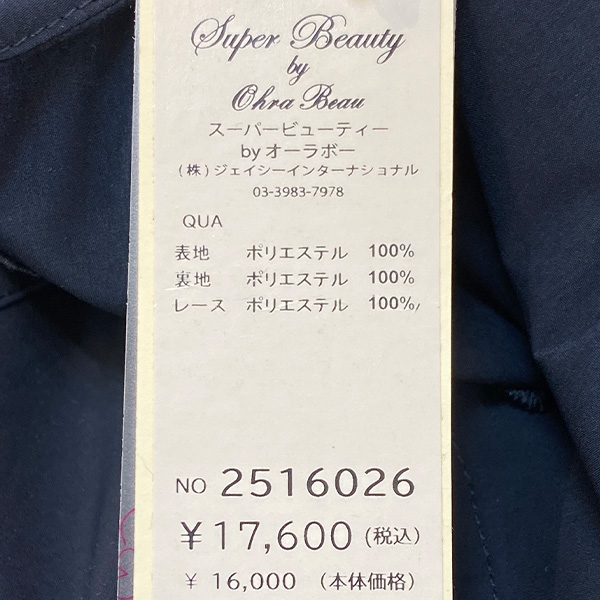 Super Beauty
by
Ohra Beau
スーパービューティー
byオーラボー
(株)ジェイシーインターナショナル
03-3983-7978
QUA
表地 ポリエステル 100%
裏地 ポリエステル 100%
レース ポリエステル 100%
NO 2516026
¥17,600(税込)
¥ 16,000 (本体価格)